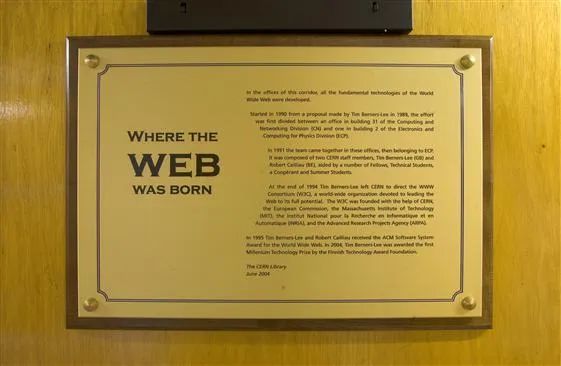 WHERE THE
WEB
WAS BORN
In the offices of this corridor, all the fundamental technologies of the World
Wide Web were developed.
Started in 1990 from a proposal made by Tim Berners-Lee in 1989, the effort
was first divided between an office in building 31 of the Computing and
Networking Division (CN) and one in building 2 of the Electronics and
Computing for Physics Division (ECP).
In 1991 the team came together in these offices, then belonging to ECP.
It was composed of two CERN staff members, Tim Berners-Lee (GB) and
Robert Cailliau (BE), aided by a number of Fellows, Technical Students,
a Coopérant and Summer Students.
At the end of 1994 Tim Berners-Lee left CERN to direct the WWW
Consortium (W3C), a world-wide organization devoted to leading the
Web to its full potential. The W3C was founded with the help of CERN,
the European Commission, the Massachusetts Institute of Technology
(MIT), the Institut National pour la Recherche en Informatique et en
Automatique (INRIA), and the Advanced Research Projects Agency (ARPA).
In 1995 Tim Berners-Lee and Robert Cailliau received the ACM Software System
Award for the World Wide Web. In 2004, Tim Berners-Lee was awarded the first
Millenium Technology Prize by the Finnish Technology Award Foundation.
The CERN Library
June 2004